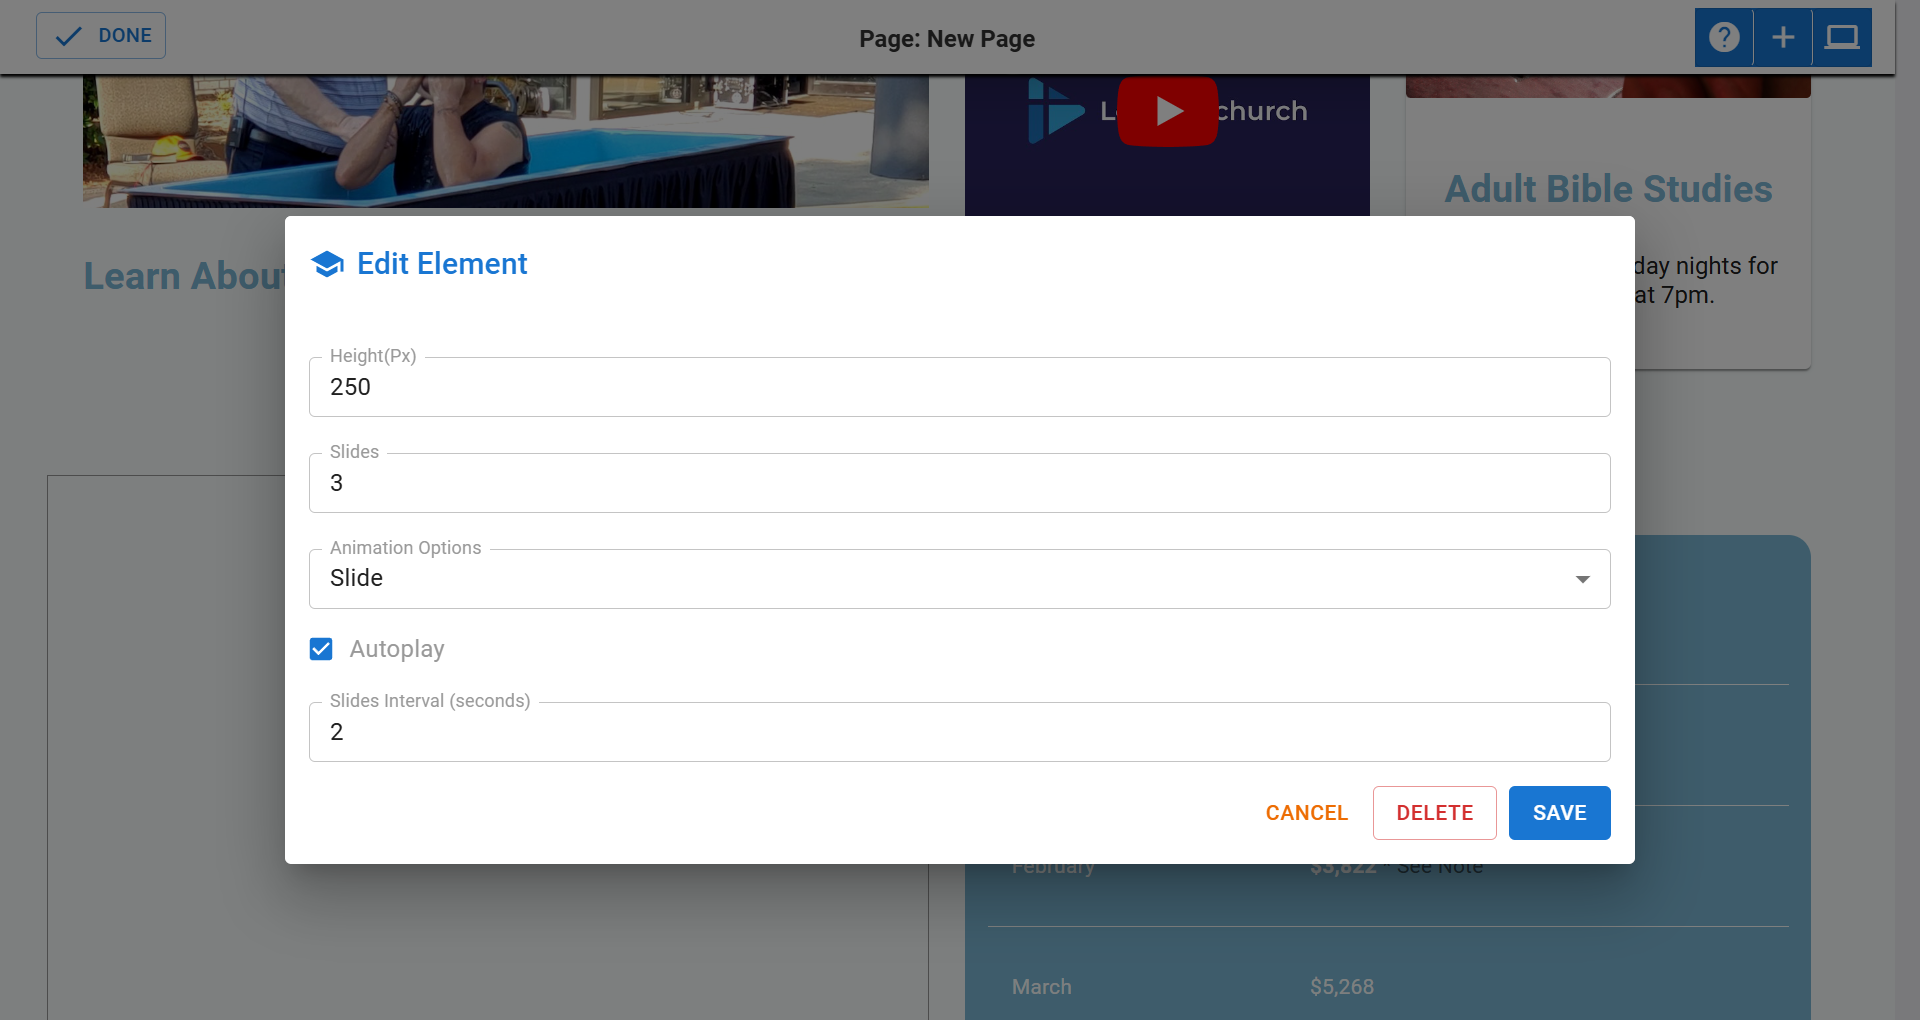 DONE
Page: New Page
church
Adult Bible Studies
day nights for
at 7pm.
Learn About
Edit Element
Height(Px)
250
Slides
3
Animation Options
Slide
Autoplay
Slides Interval (seconds)
2
CANCEL
DELETE
SAVE
February $3,822 * See Note
March $5,268